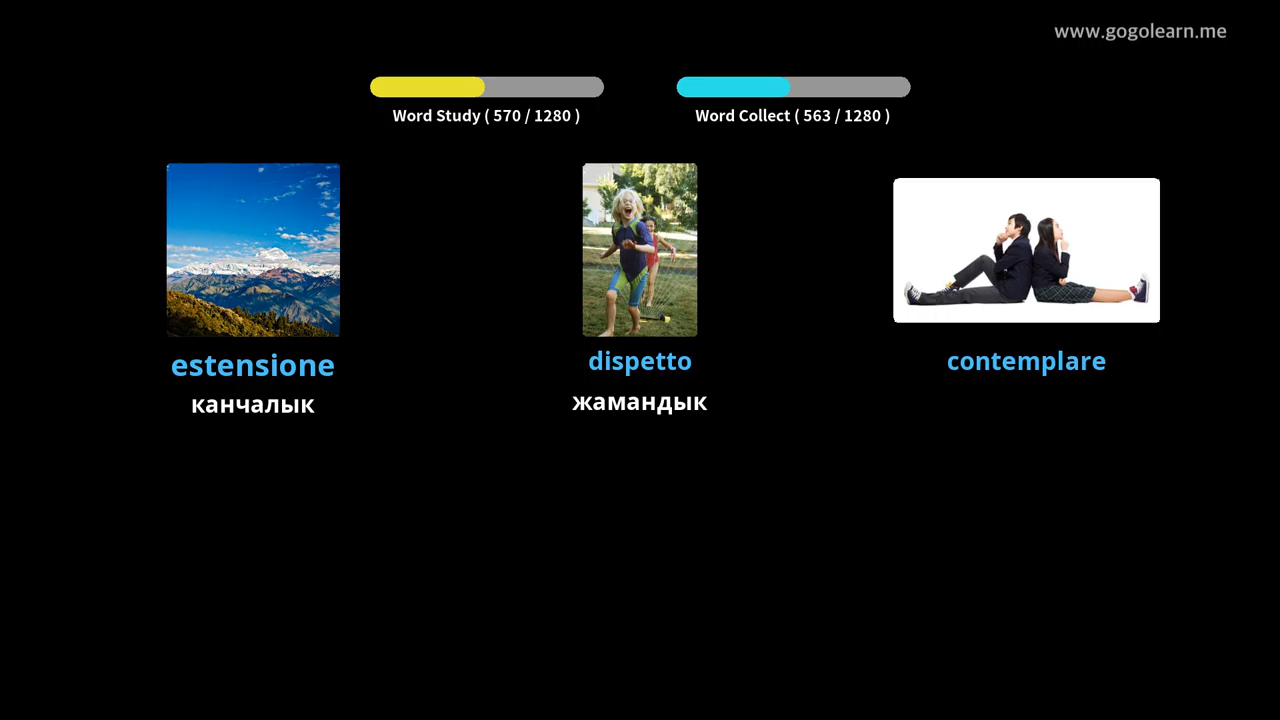 www.gogolearn.me
Word Study ( 570 / 1280 )
Word Collect ( 563 / 1280 )
estensione
dispetto
contemplare
канчалык
жамандык